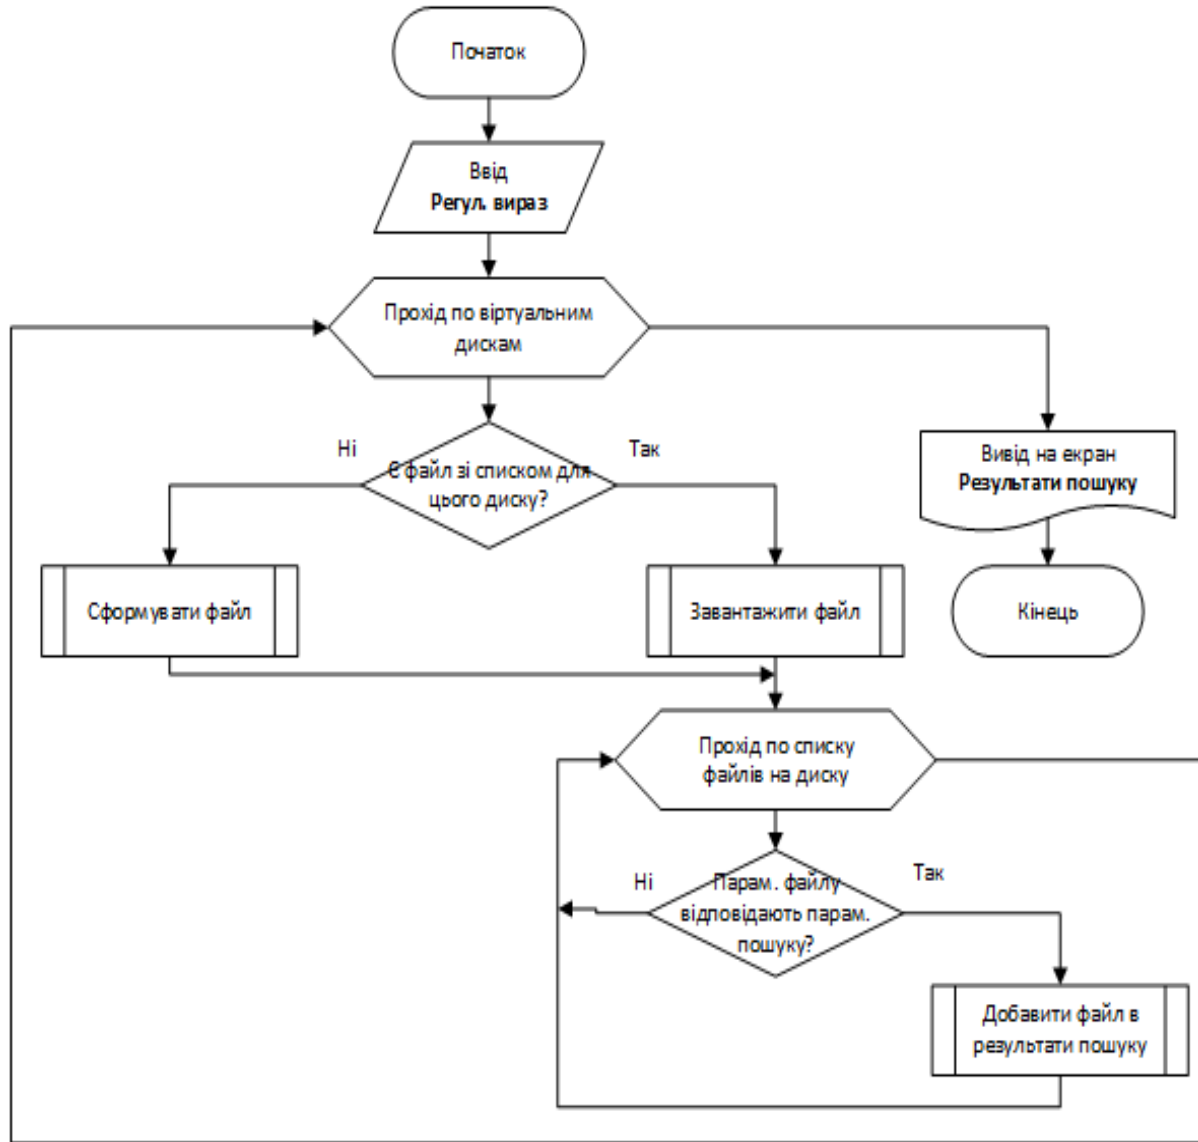 Початок
Ввід
Регул. вираз
Прохід по віртуальним
дискам
Ні
Так
Є файл зі списком для
цього диску?
Вивід на екран
Результати пошуку
Сформувати файл
Завантажити файл
Кінець
Прохід по списку
файлів на диску
Ні
Так
Парам. файлу
відповідають парам.
пошуку?
Добавити файл в
результати пошуку